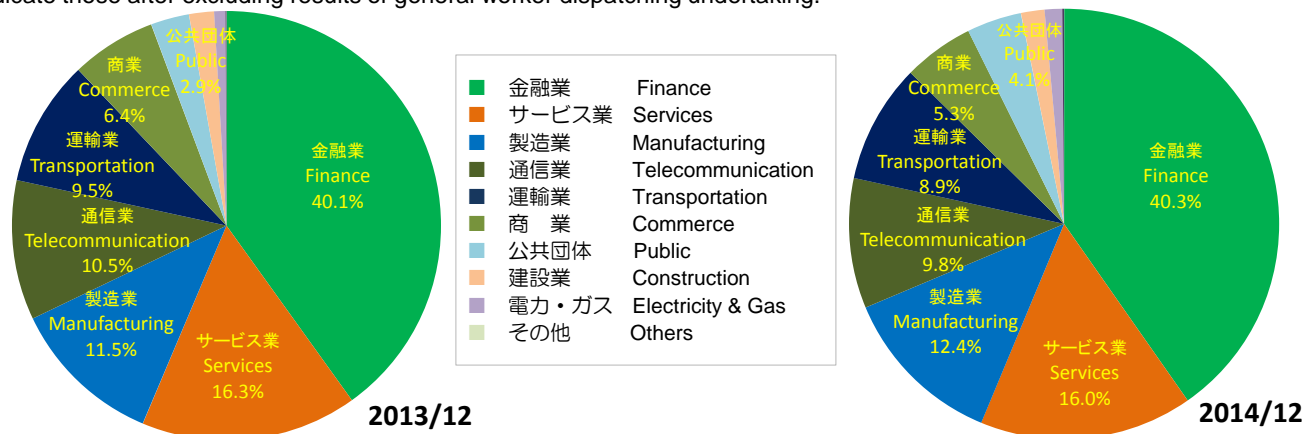 dicate those after excluding results of general worker dispatching undertaking.
公共団体
Public
2.9%
商業
Commerce
6.4%
運輸業
Transportation
9.5%
通信業
Telecommunication
10.5%
製造業
Manufacturing
11.5%
サービス業
Services
16.3%
金融業
Finance
40.1%
2013/12
金融業 Finance
サービス業 Services
製造業 Manufacturing
通信業 Telecommunication
運輸業 Transportation
商 業 Commerce
公共団体 Public
建設業 Construction
電力・ガス Electricity & Gas
その他 Others
公共団体
Public
4.1%
商業
Commerce
5.3%
運輸業
Transportation
8.9%
通信業
Telecommunication
9.8%
製造業
Manufacturing
12.4%
サービス業
Services
16.0%
金融業
Finance
40.3%
2014/12